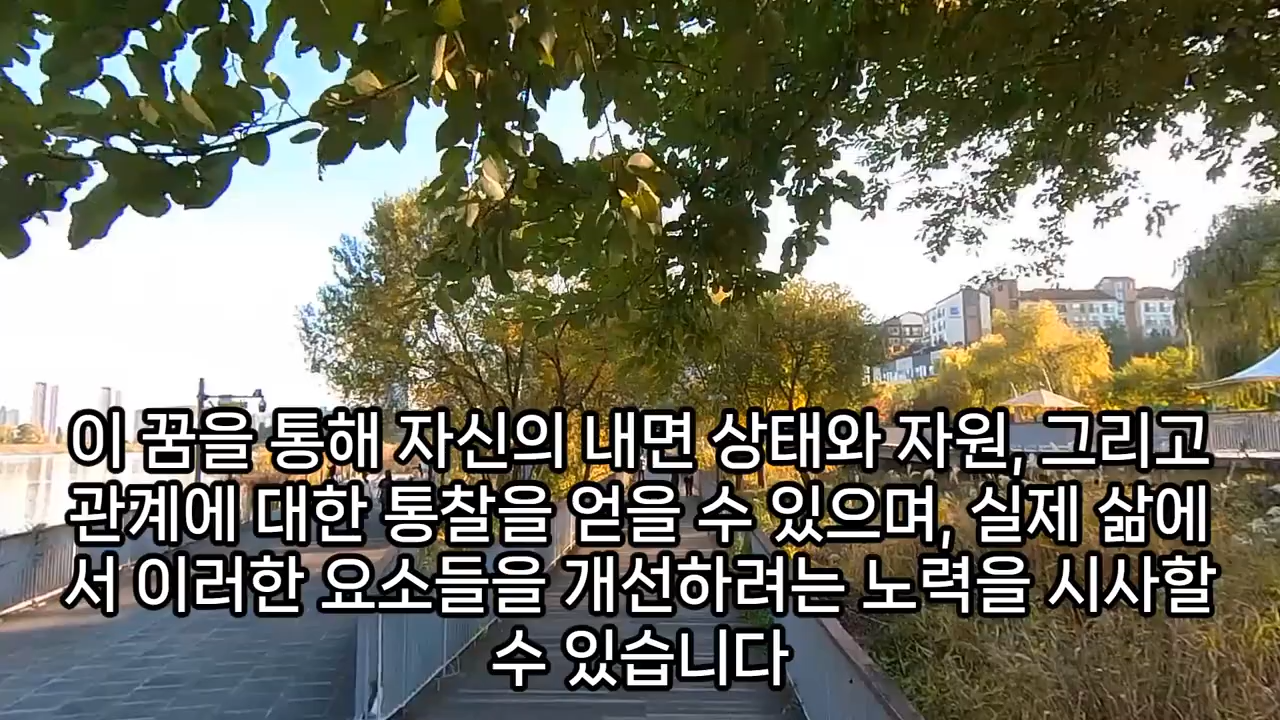 이 꿈을 통해 자신의 내면 상태와 자원, 그리고
관계에 대한 통찰을 얻을 수 있으며, 실제 삶에
서 이러한 요소들을 개선하려는 노력을 시사할
수 있습니다